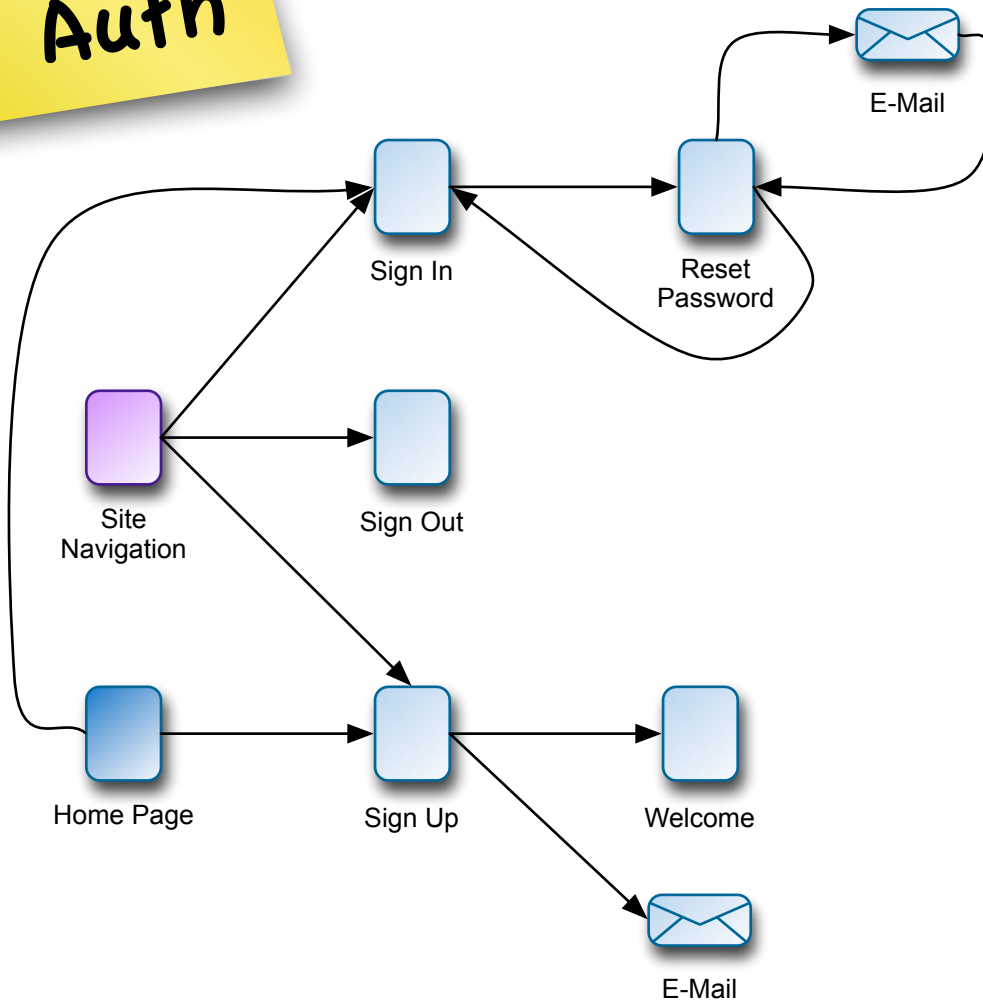 Auth
E-Mail
Sign In
Reset
Password
Site
Navigation
Sign Out
Home Page
Sign Up
Welcome
E-Mail